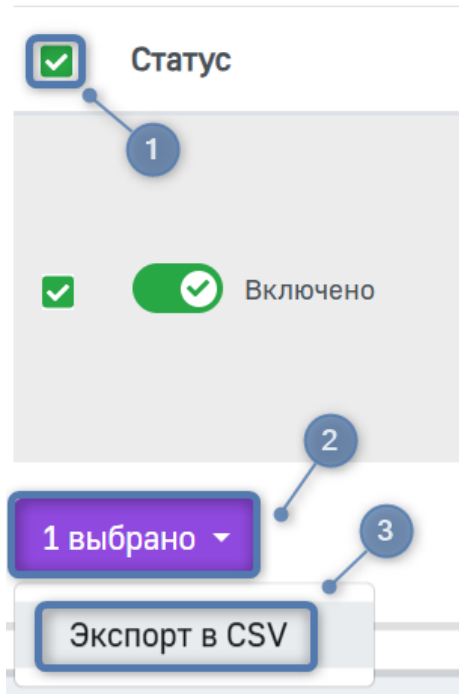 Статус
1
Включено
2
1 выбрано
3
Экспорт в CSV